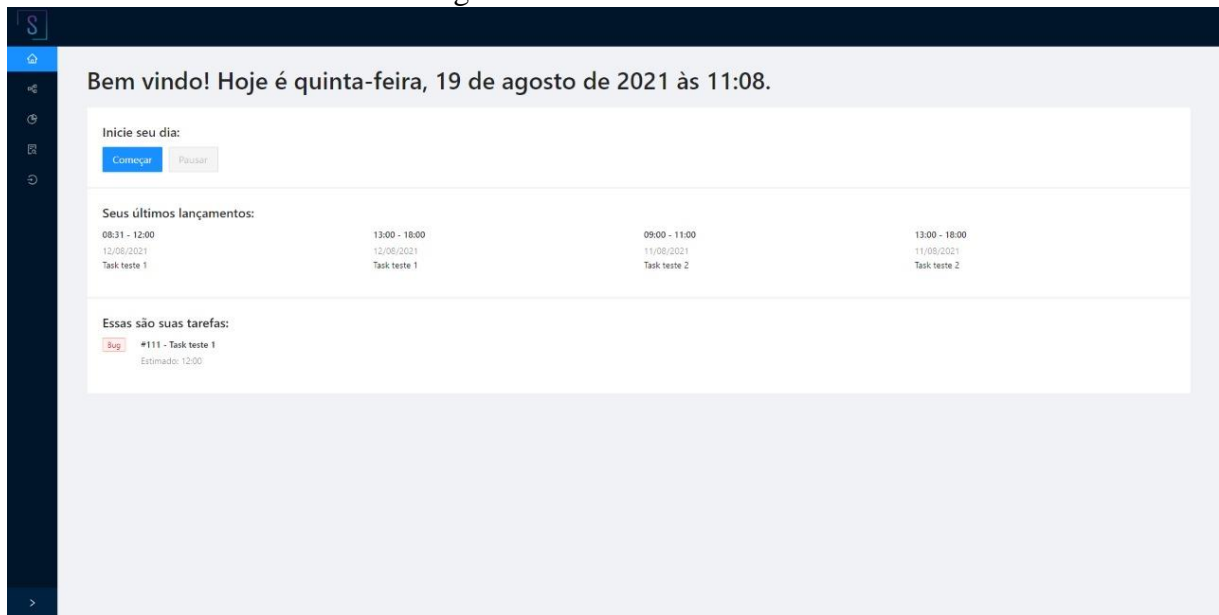 S
Bem vindo! Hoje é quinta-feira, 19 de agosto de 2021 às 11:08.
Inicie seu dia:
Começar Pausar
Seus últimos lançamentos:
08:31 - 12:00 13:00 - 18:00 09:00 - 11:00 13:00 - 18:00
12/08/2021 12/08/2021 11/08/2021 11/08/2021
Task teste 1 Task teste 1 Task teste 2 Task teste 2
Essas são suas tarefas:
Bug #111 - Task teste 1
Estimado: 12:00